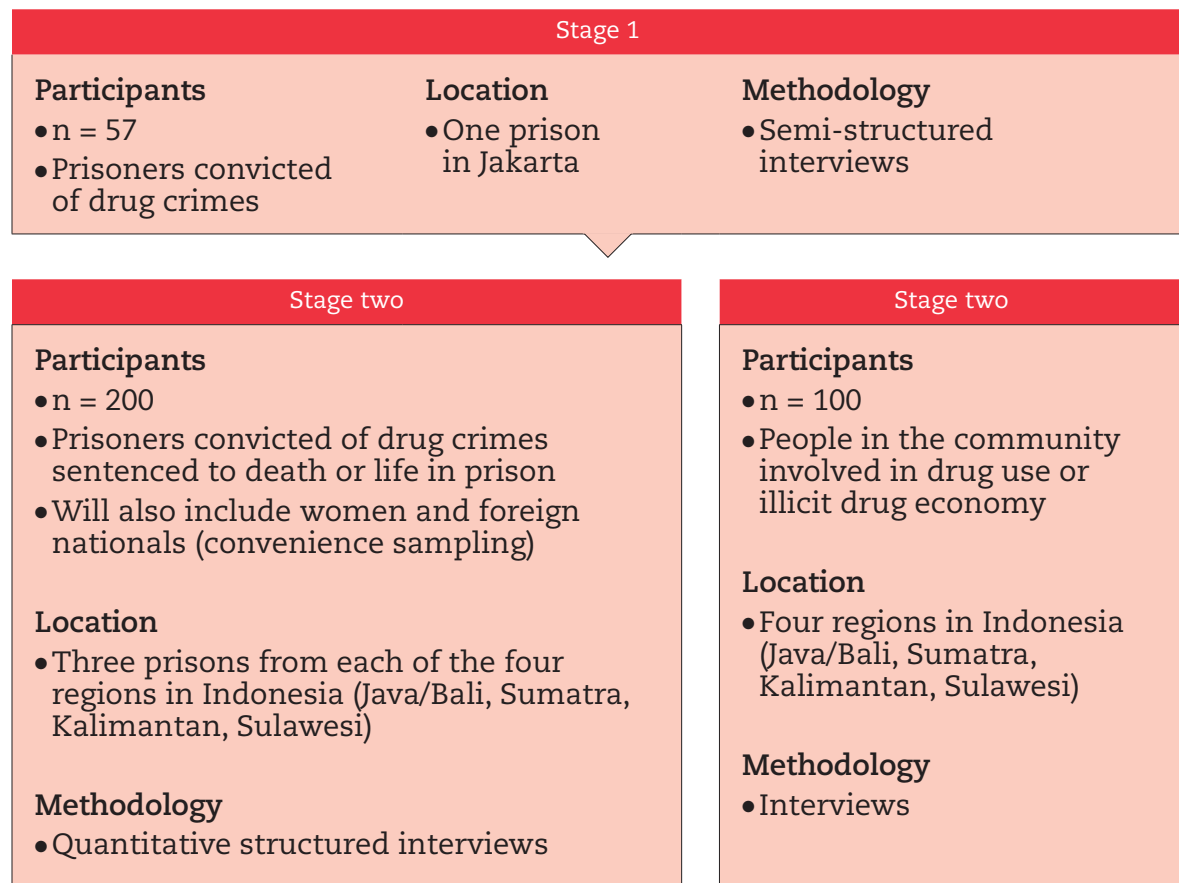 Stage 1
Participants
• n = 57
• Prisoners convicted
of drug crimes
Location
• One prison
in Jakarta
Methodology
• Semi-structured
interviews
Stage two
Participants
• n = 200
• Prisoners convicted of drug crimes
sentenced to death or life in prison
• Will also include women and foreign
nationals (convenience sampling)
Location
• Three prisons from each of the four
regions in Indonesia (Java/Bali, Sumatra,
Kalimantan, Sulawesi)
Methodology
• Quantitative structured interviews
Stage two
Participants
• n = 100
• People in the community
involved in drug use or
illicit drug economy
Location
• Four regions in Indonesia
(Java/Bali, Sumatra,
Kalimantan, Sulawesi)
Methodology
• Interviews